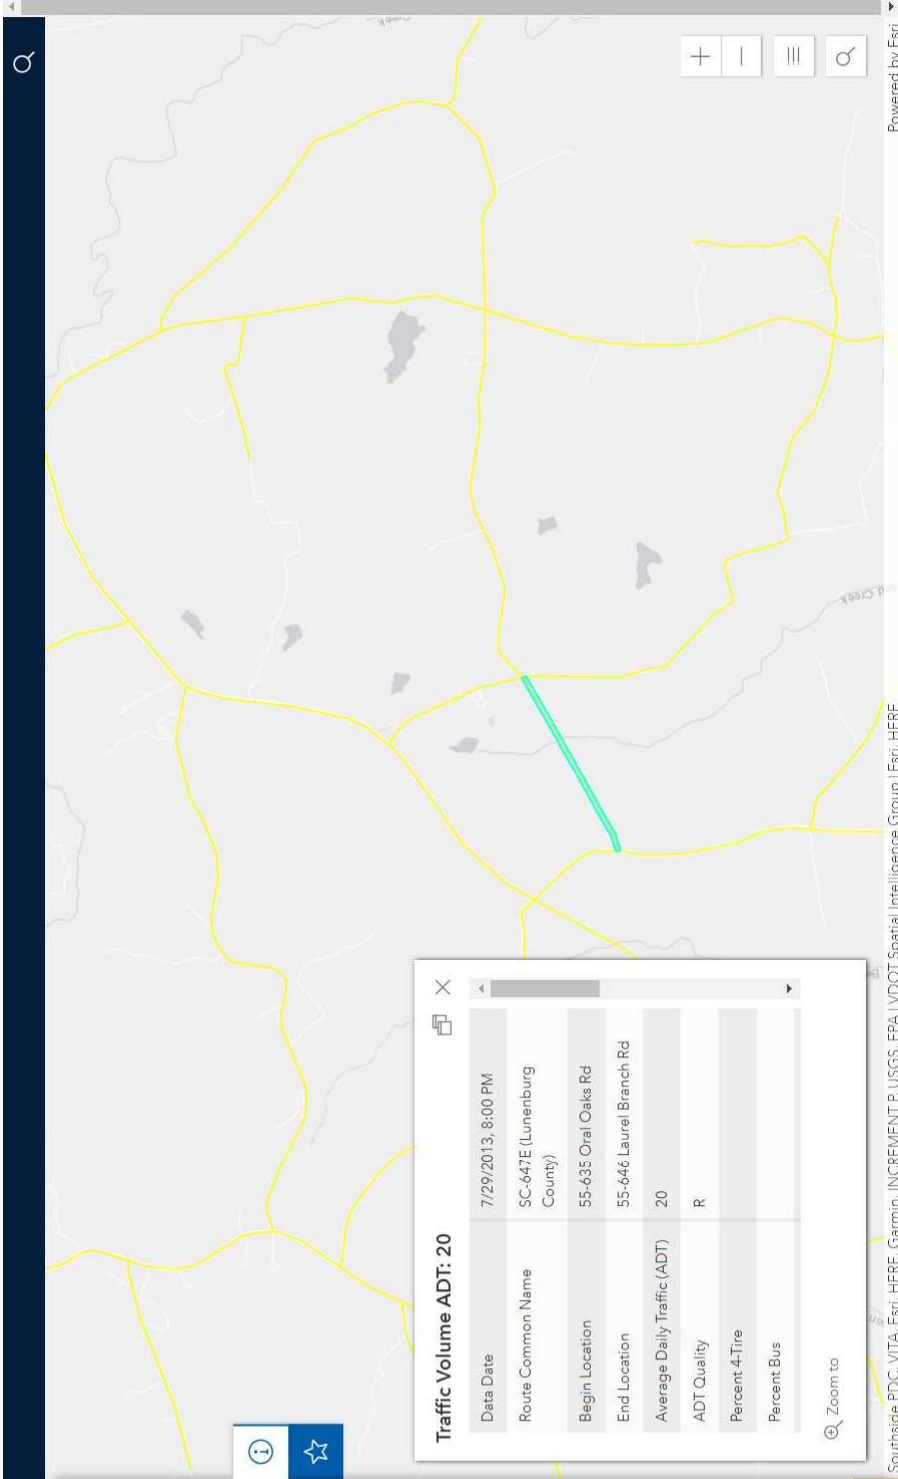 Creek
d Creek
Traffic Volume ADT: 20
Data Date 7/29/2013, 8:00 PM
Route Common Name SC-647E (Lunenburg
County)
Begin Location 55-635 Oral Oaks Rd
End Location 55-646 Laurel Branch Rd
Average Daily Traffic (ADT) 20
ADT Quality R
Percent 4-Tire
Percent Bus
Zoom to
Southside PDC, VITA, Esri, HERE, Garmin, INCREMENT P, USGS, EPA | VDOT Spatial Intelligence Group | Esri, HERE
Powered by Esri